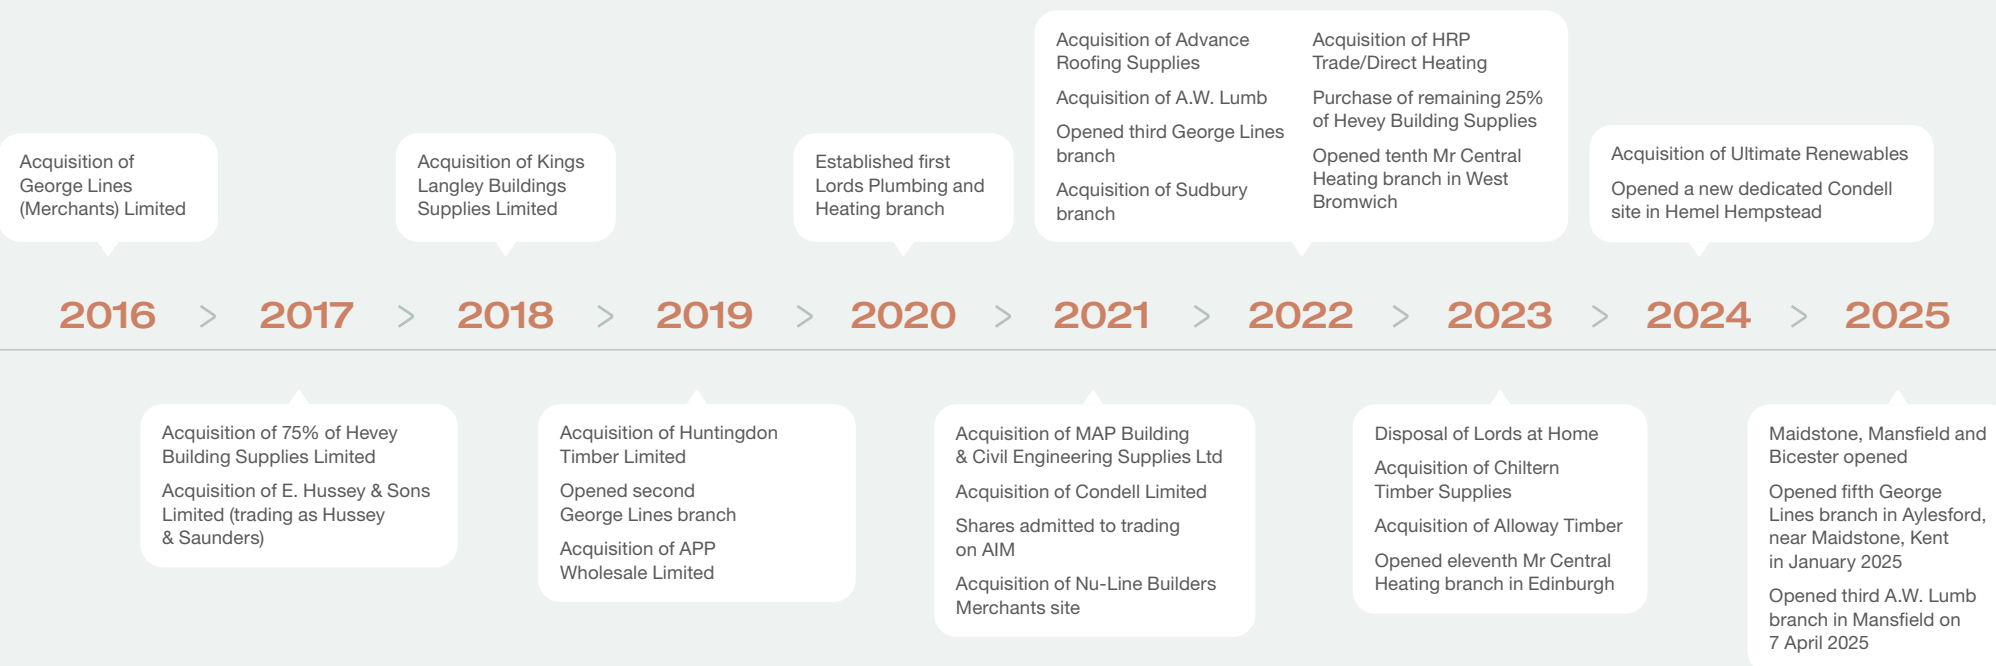 Acquisition of
George Lines
(Merchants) Limited
Acquisition of Kings
Langley Buildings
Supplies Limited
Established first
Lords Plumbing and
Heating branch
Acquisition of Advance
Roofing Supplies
Acquisition of A.W. Lumb
Opened third George Lines
branch
Acquisition of Sudbury
branch
Acquisition of HRP
Trade/Direct Heating
Purchase of remaining 25%
of Hevey Building Supplies
Opened tenth Mr Central
Heating branch in West
Bromwich
Acquisition of Ultimate Renewables
Opened a new dedicated Condell
site in Hemel Hempstead
2016 > 2017 > 2018 > 2019 > 2020 > 2021 > 2022 > 2023 > 2024 > 2025
Acquisition of 75% of Hevey
Building Supplies Limited
Acquisition of E. Hussey & Sons
Limited (trading as Hussey
& Saunders)
Acquisition of Huntingdon
Timber Limited
Opened second
George Lines branch
Acquisition of APP
Wholesale Limited
Acquisition of MAP Building
& Civil Engineering Supplies Ltd
Acquisition of Condell Limited
Shares admitted to trading
on AIM
Acquisition of Nu-Line Builders
Merchants site
Disposal of Lords at Home
Acquisition of Chiltern
Timber Supplies
Acquisition of Alloway Timber
Opened eleventh Mr Central
Heating branch in Edinburgh
Maidstone, Mansfield and
Bicester opened
Opened fifth George
Lines branch in Aylesford,
near Maidstone, Kent
in January 2025
Opened third A.W. Lumb
branch in Mansfield on
7 April 2025